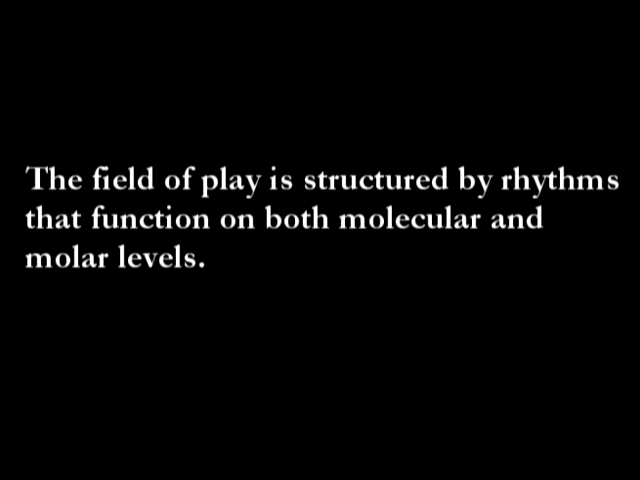 The field of play is structured by rhythms
that function on both molecular and
molar levels.